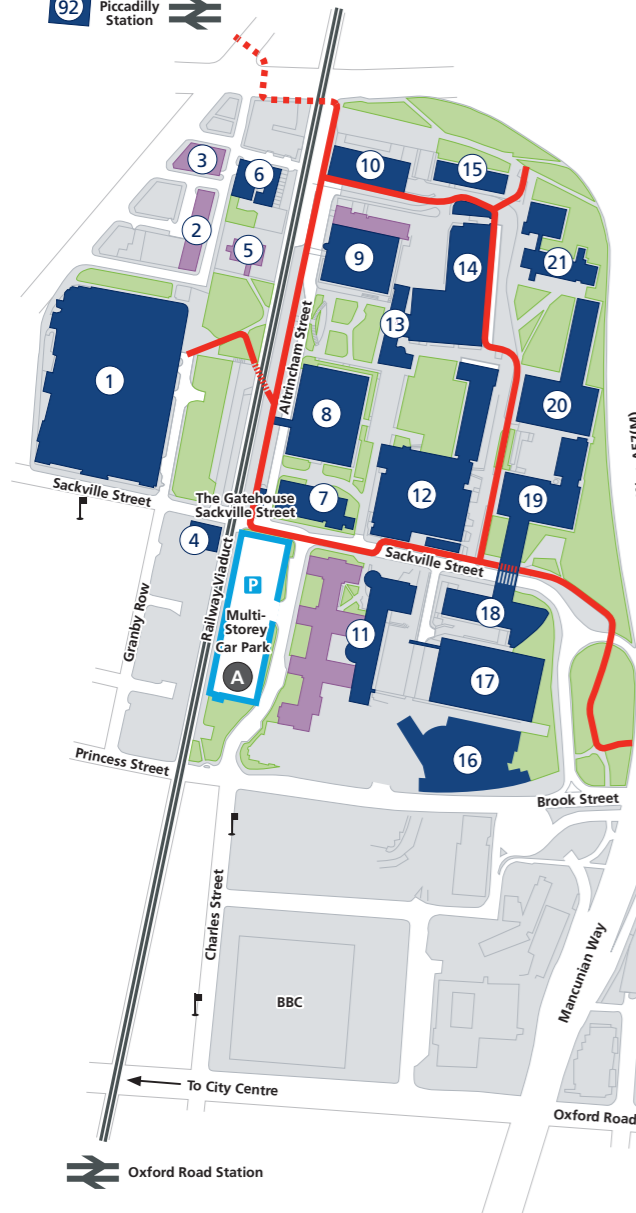 92
Piccadilly
Station
3
6
10
15
2
5
9
14
21
13
1
Altrincham Street
8
20
Sackville Street
The Gatehouse
Sackville Street
7
12
19
4
Railway Viaduct
P
Sackville Street
Granby Row
Multi-
Storey
Car Park
A
11
18
17
Princess Street
16
Brook Street
Charles Street
BBC
Mancunian Way
To City Centre
Oxford Road
Oxford Road Station